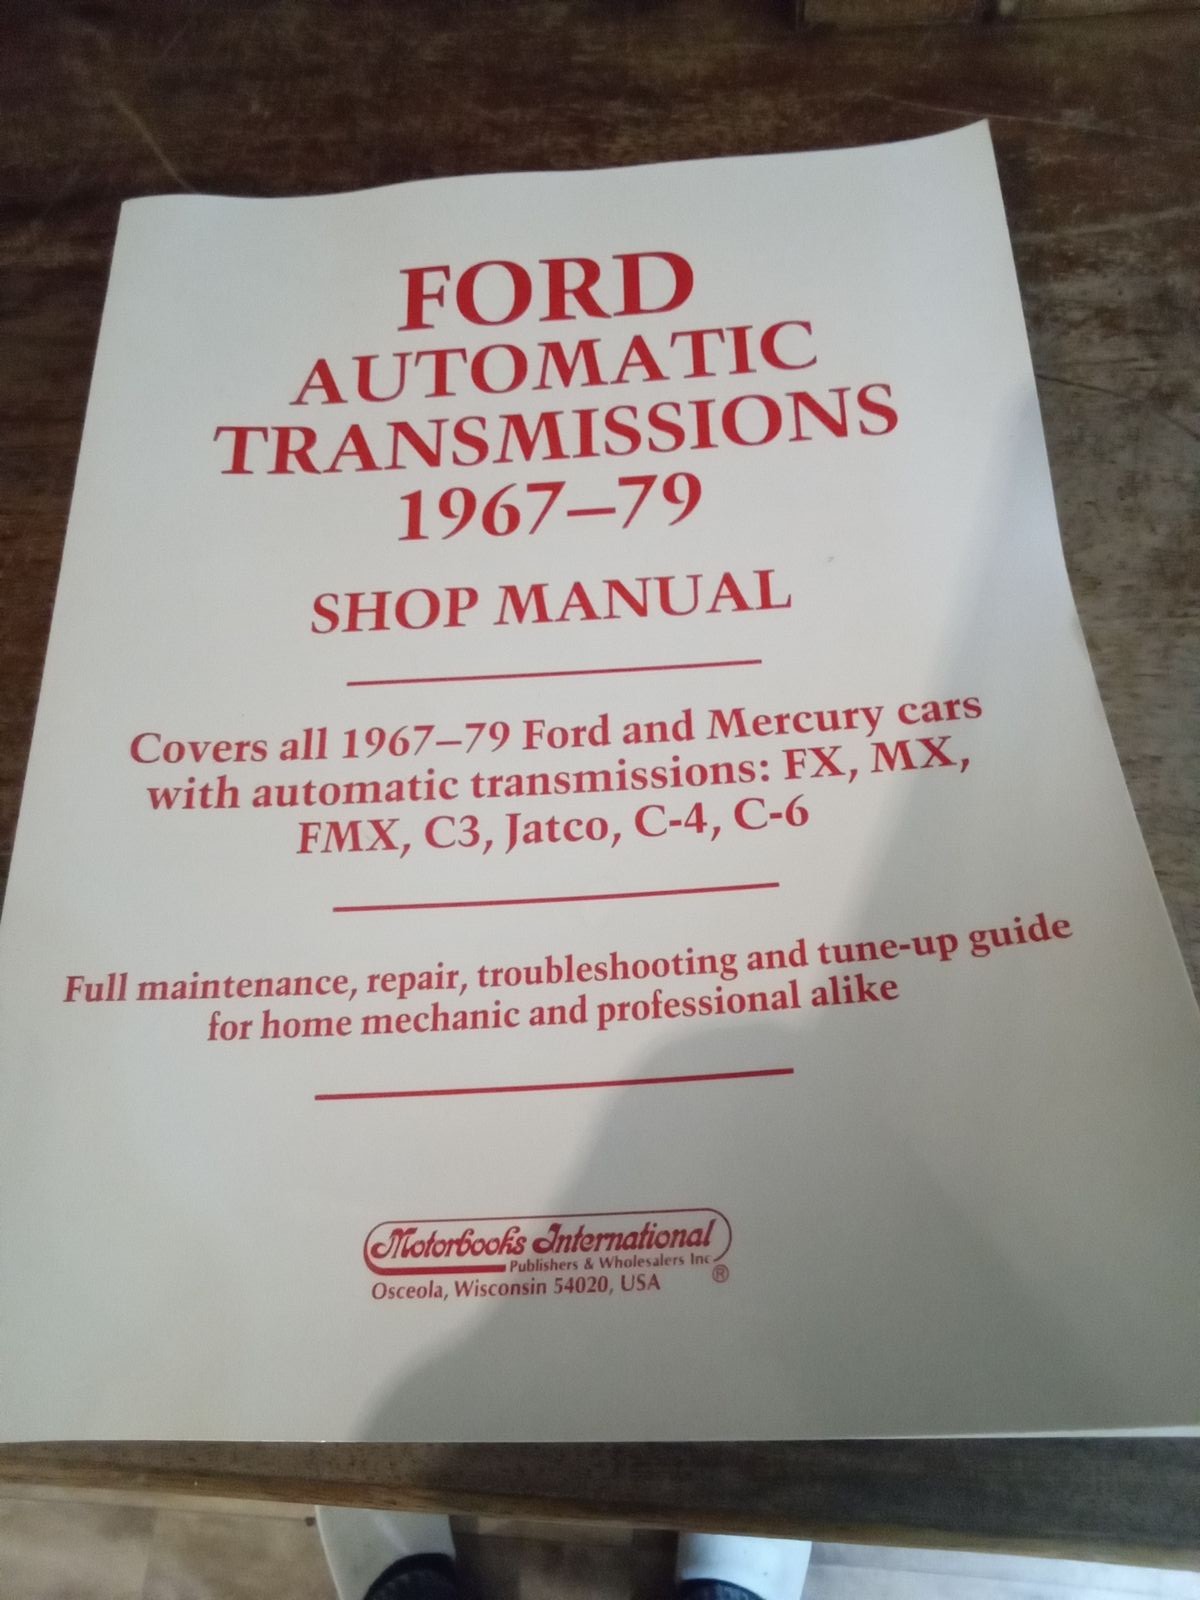 FORD
AUTOMATIC
TRANSMISSIONS
1967–79
SHOP MANUAL
Covers all 1967–79 Ford and Mercury cars
with automatic transmissions: FX, MX,
FMX, C3, Jatco, C-4, C-6
Full maintenance, repair, troubleshooting and tune-up guide
for home mechanic and professional alike
Motorbooks International
Publishers & Wholesalers Inc
®
Osceola, Wisconsin 54020, USA